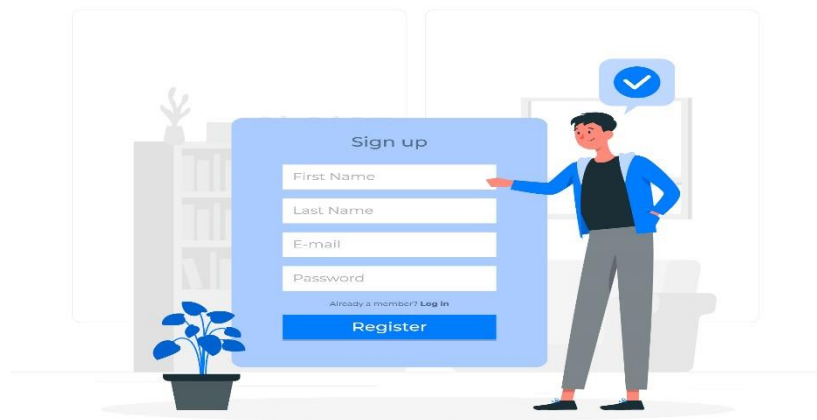 Sign up
First Name
Last Name
E-mail
Password
Already a member? Log in
Register